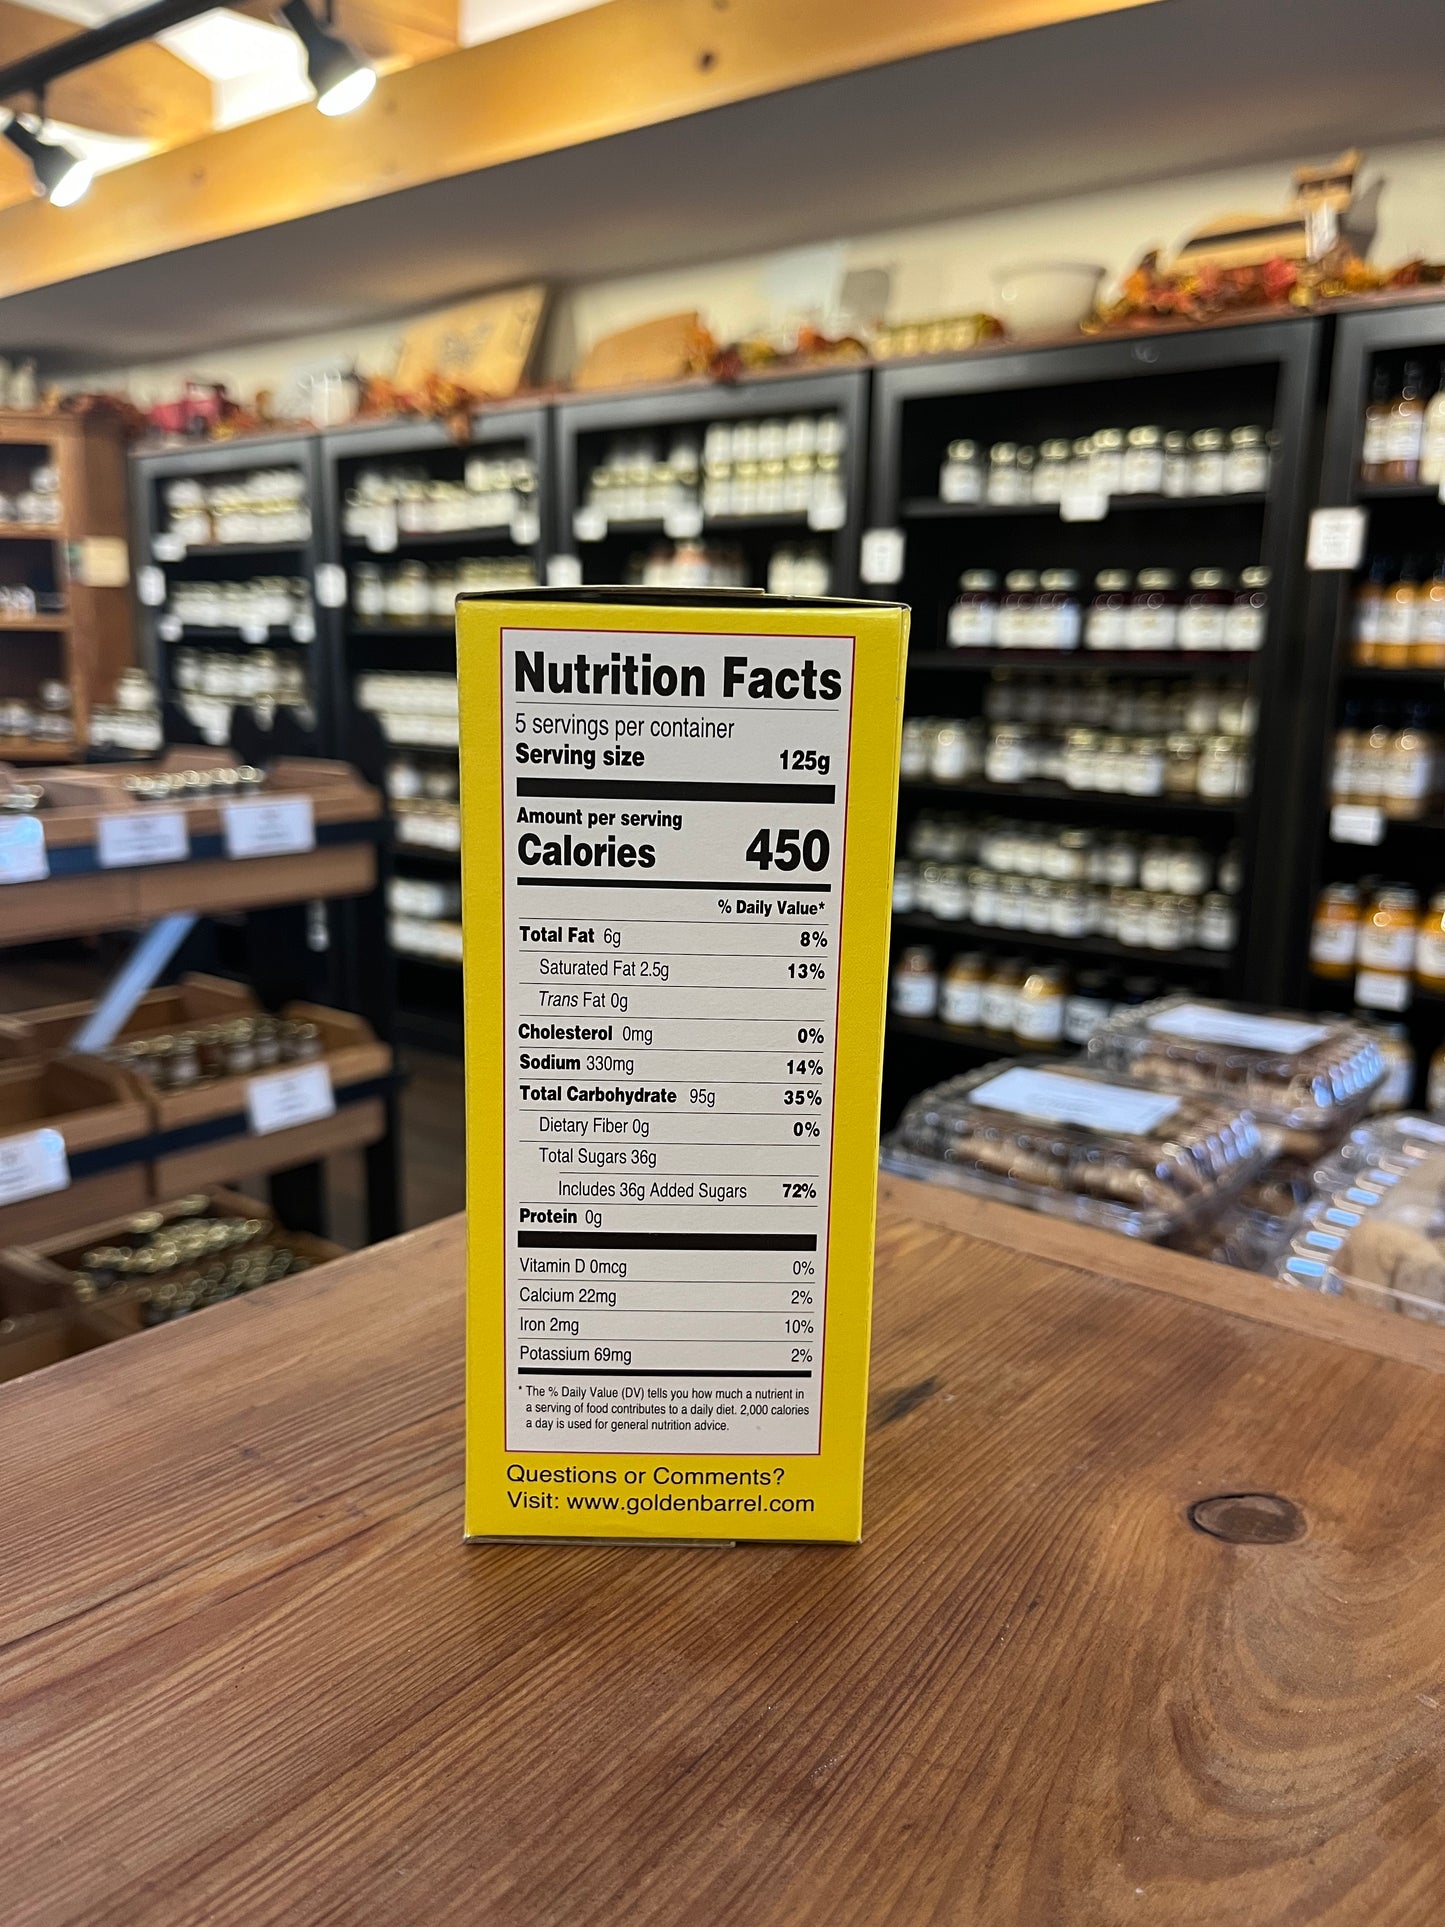 Nutrition Facts
5 servings per container
Serving size 125g
Amount per serving
Calories 450
% Daily Value*
Total Fat 6g 8%
Saturated Fat 2.5g 13%
Trans Fat 0g
Cholesterol 0mg 0%
Sodium 330mg 14%
Total Carbohydrate 95g 35%
Dietary Fiber 0g 0%
Total Sugars 36g
Includes 36g Added Sugars 72%
Protein 0g
Vitamin D 0mcg 0%
Calcium 22mg 2%
Iron 2mg 10%
Potassium 69mg 2%
* The % Daily Value (DV) tells you how much a nutrient in
a serving of food contributes to a daily diet. 2,000 calories
a day is used for general nutrition advice.
Questions or Comments?
Visit: www.goldenbarrel.com